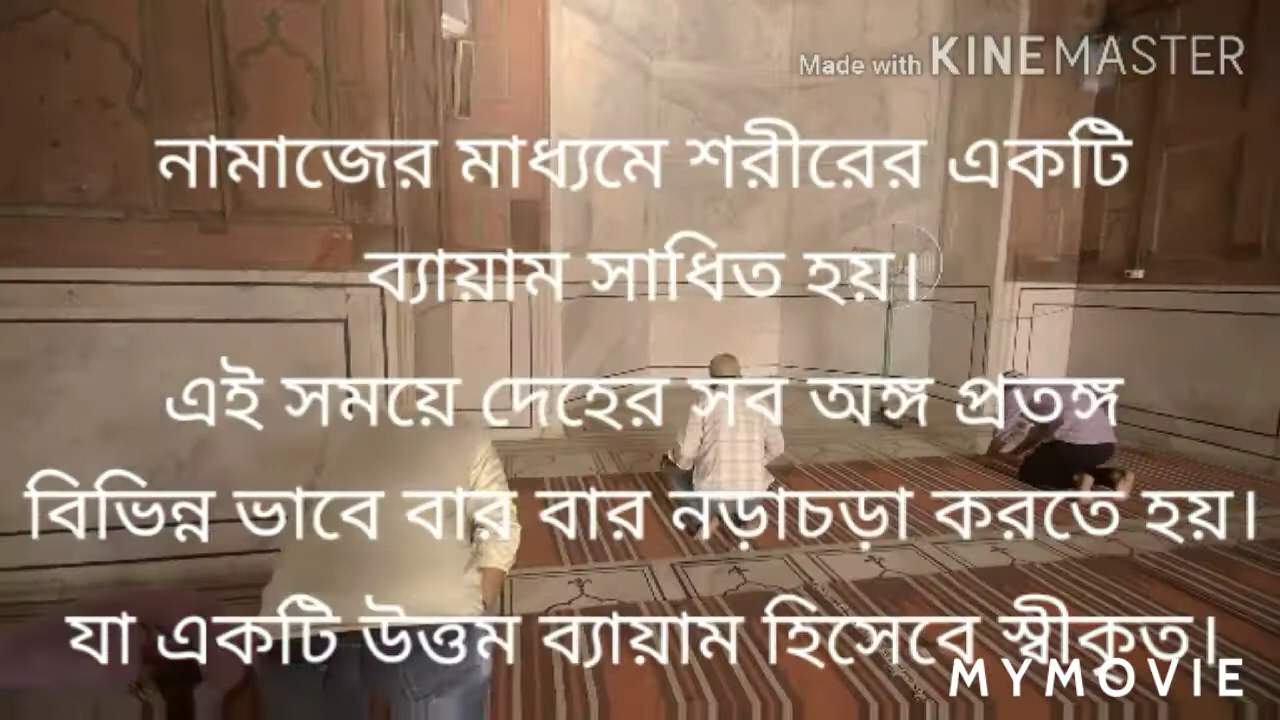 Made with KINEMASTER
নামাজের মাধ্যমে শরীরের একটি
ব্যায়াম সাধিত হয়।
এই সময়ে দেহের সব অঙ্গ প্রতঙ্গ
বিভিন্ন ভাবে বার বার নড়াচড়া করতে হয়।
যা একটি উত্তম ব্যায়াম হিসেবে স্বীকৃত।
MYMOVIE